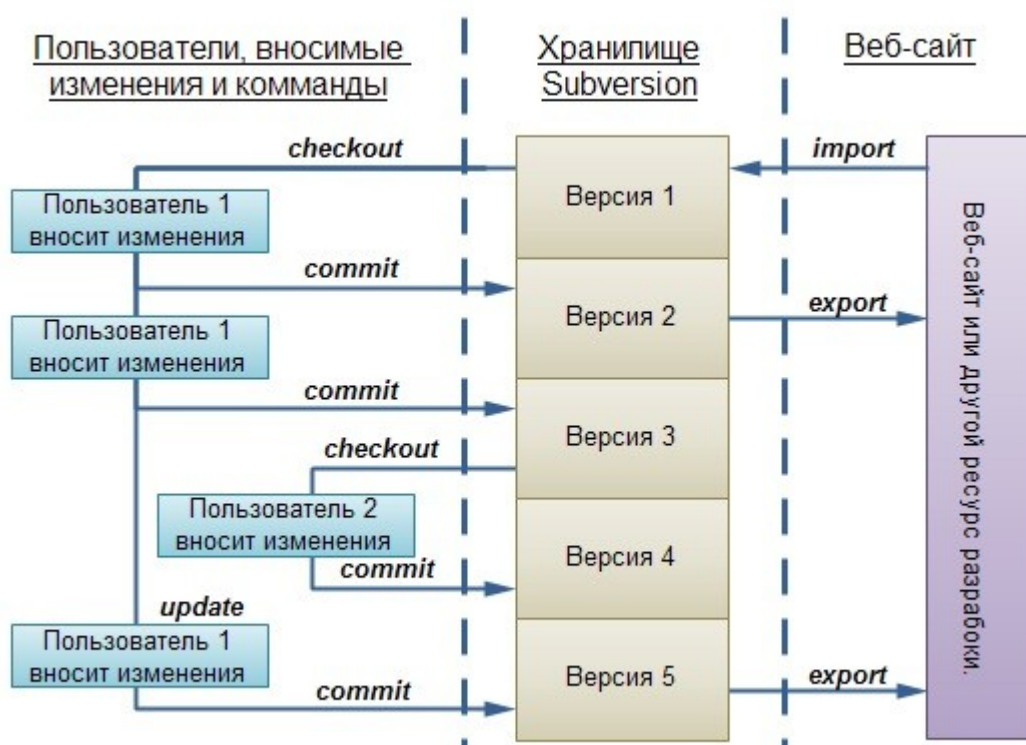 Пользователи, вносимые
изменения и комманды
Хранилище
Subversion
Веб-сайт
checkout
import
Версия 1
Пользователь 1
вносит изменения
commit
Версия 2
export
Пользователь 1
вносит изменения
commit
Версия 3
checkout
Пользователь 2
вносит изменения
Версия 4
commit
update
Пользователь 1
вносит изменения
Версия 5
export
commit
Веб-сайт или другой ресурс разрабоки.